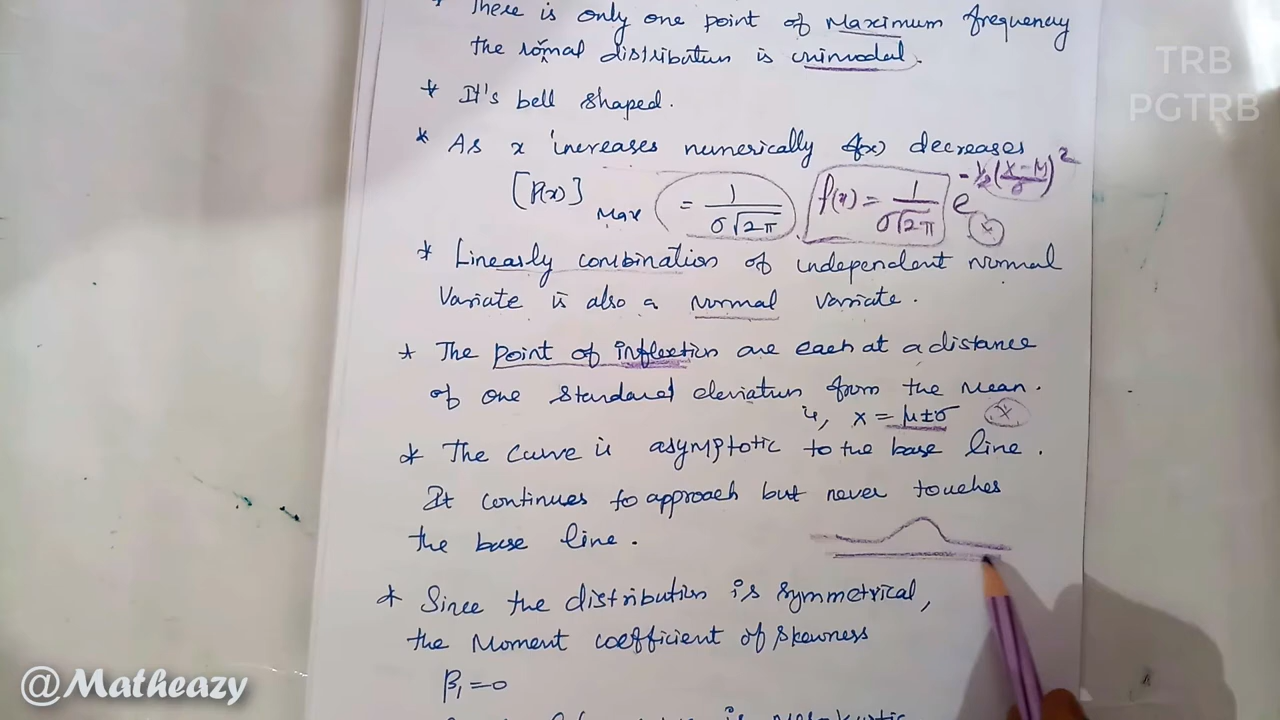 * There is only one point of Maximum frequency
the normal distribution is unimodal.
* It's bell shaped.
* As x increases numerically f(x) decreases
[P(x)] Max = 1/σ√2π f(x) = 1/σ√2π e^-1/2(x-μ/σ)^2
* Linearly combination of independent normal
Variate is also a normal variate.
* The point of inflection are each at a distance
of one standard deviation from the mean.
ie, x = μ±σ
* The curve is asymptotic to the base line.
It continues to approach but never touches
the base line.
* Since the distribution is symmetrical,
the Moment coefficient of skewness
β₁=0
TRB
PGTRB
@Matheazy